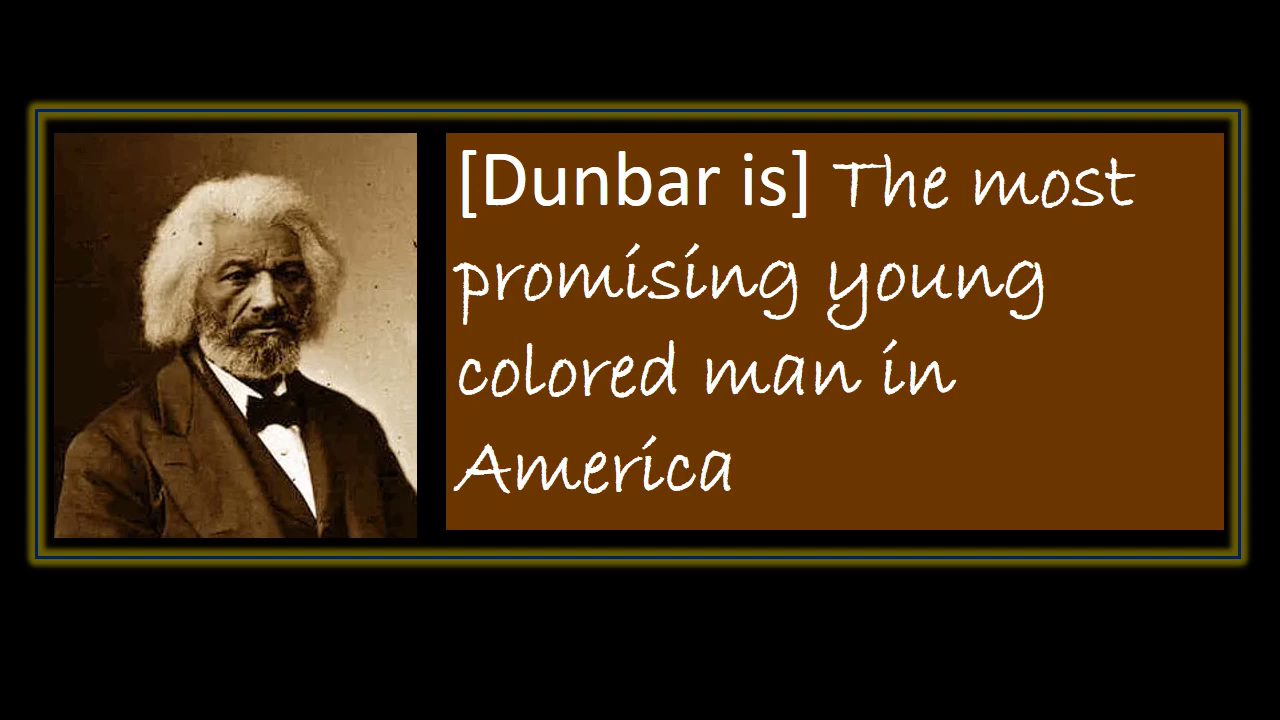 [Dunbar is] The most
promising young
colored man in
America